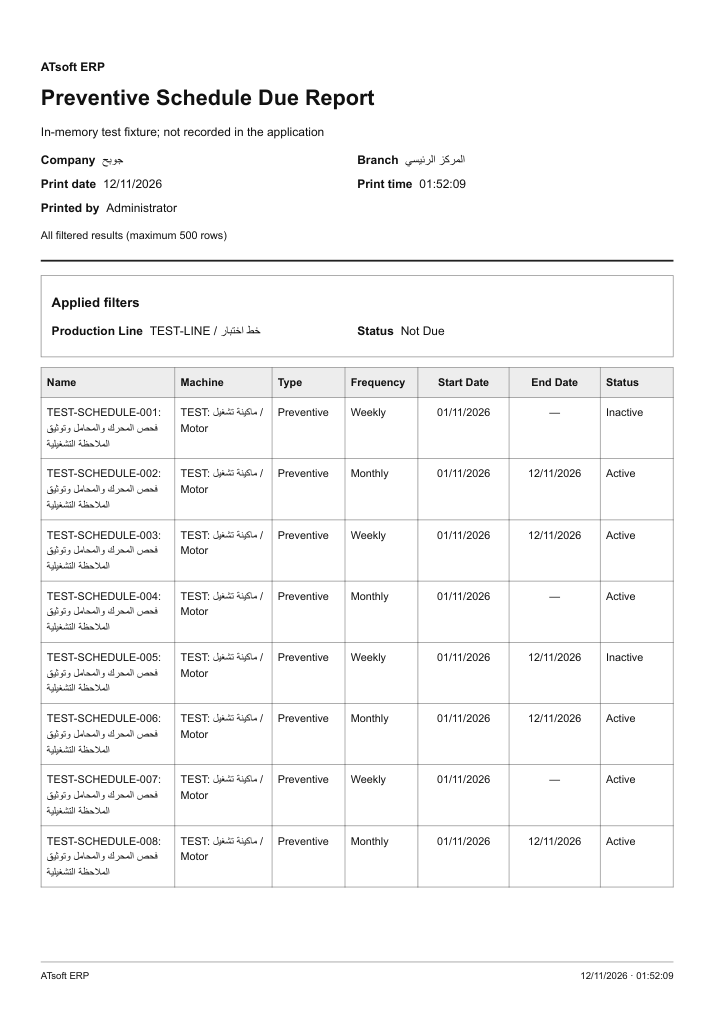 ATsoft ERP
Preventive Schedule Due Report
In-memory test fixture; not recorded in the application
Company جويح
Branch المركز الرئيسي
Print date 12/11/2026
Print time 01:52:09
Printed by Administrator
All filtered results (maximum 500 rows)
Applied filters
Production Line TEST-LINE / خط اختبار
Status Not Due
Name Machine Type Frequency Start Date End Date Status
TEST-SCHEDULE-001: TEST: ماكينة تشغيل / Preventive Weekly 01/11/2026 — Inactive
فحص المحرك والمحامل وتوثيق Motor
الملاحظة التشغيلية
TEST-SCHEDULE-002: TEST: ماكينة تشغيل / Preventive Monthly 01/11/2026 12/11/2026 Active
فحص المحرك والمحامل وتوثيق Motor
الملاحظة التشغيلية
TEST-SCHEDULE-003: TEST: ماكينة تشغيل / Preventive Weekly 01/11/2026 12/11/2026 Active
فحص المحرك والمحامل وتوثيق Motor
الملاحظة التشغيلية
TEST-SCHEDULE-004: TEST: ماكينة تشغيل / Preventive Monthly 01/11/2026 — Active
فحص المحرك والمحامل وتوثيق Motor
الملاحظة التشغيلية
TEST-SCHEDULE-005: TEST: ماكينة تشغيل / Preventive Weekly 01/11/2026 12/11/2026 Inactive
فحص المحرك والمحامل وتوثيق Motor
الملاحظة التشغيلية
TEST-SCHEDULE-006: TEST: ماكينة تشغيل / Preventive Monthly 01/11/2026 12/11/2026 Active
فحص المحرك والمحامل وتوثيق Motor
الملاحظة التشغيلية
TEST-SCHEDULE-007: TEST: ماكينة تشغيل / Preventive Weekly 01/11/2026 — Active
فحص المحرك والمحامل وتوثيق Motor
الملاحظة التشغيلية
TEST-SCHEDULE-008: TEST: ماكينة تشغيل / Preventive Monthly 01/11/2026 12/11/2026 Active
فحص المحرك والمحامل وتوثيق Motor
الملاحظة التشغيلية
ATsoft ERP
12/11/2026 · 01:52:09